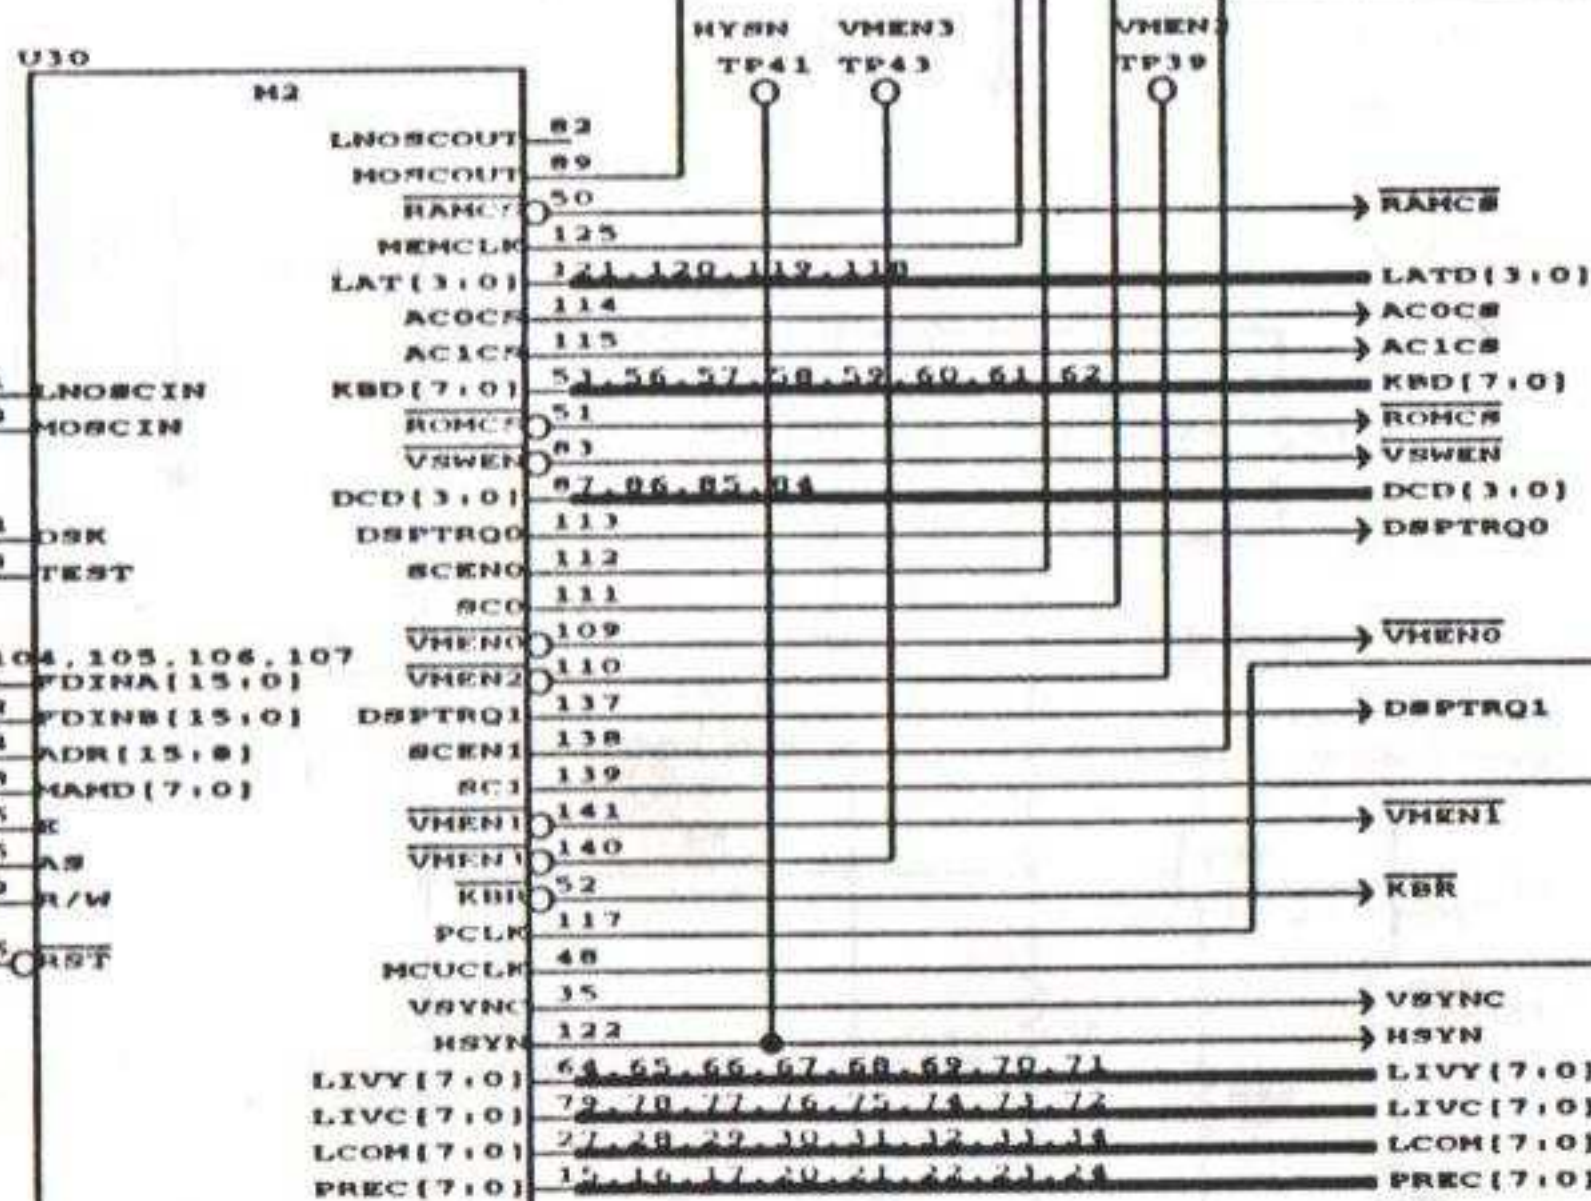 HYSN VMEN3 VMEN
TP41 TP43 TP39
U30
M2
LNOSCOUT 82
MOSCOUT 89
RAMCS 50 RAMCS
MEMCLK 125
LAT[3:0] 121,120,119,118 LATD[3:0]
AC0CS 114 AC0CS
AC1CS 115 AC1CS
LNOSCIN KBD[7:0] 56,57,58,59,60,61,62 KBD[7:0]
MOSCIN ROMCS 51 ROMCS
VSWEN 83 VSWEN
DCD[3:0] 87,86,85,84 DCD[3:0]
DSK DSPTRQ0 113 DSPTRQ0
TEST SCEN0 112
SC0 111
VMEN0 109 VMEN0
104,105,106,107
FDINA[15:0] VMEN2 110
FDINB[15:0] DSPTRQ1 137 DSPTRQ1
ADR[15:8] SCEN1 138
MAMD[7:0] SC1 139
E VMEN1 141 VMEN1
AS VMEN3 140
R/W KBR 52 KBR
PCLK 117
RST MCUCLK 48
VSYNC 35 VSYNC
HSYN 122 HSYN
LIVY[7:0] 64,65,66,67,68,69,70,71 LIVY[7:0]
LIVC[7:0] 79,78,77,76,75,74,73,72 LIVC[7:0]
LCOM[7:0] 27,28,29,30,31,32,33,34 LCOM[7:0]
PREC[7:0] 15,16,17,20,21,22,23,24 PREC[7:0]